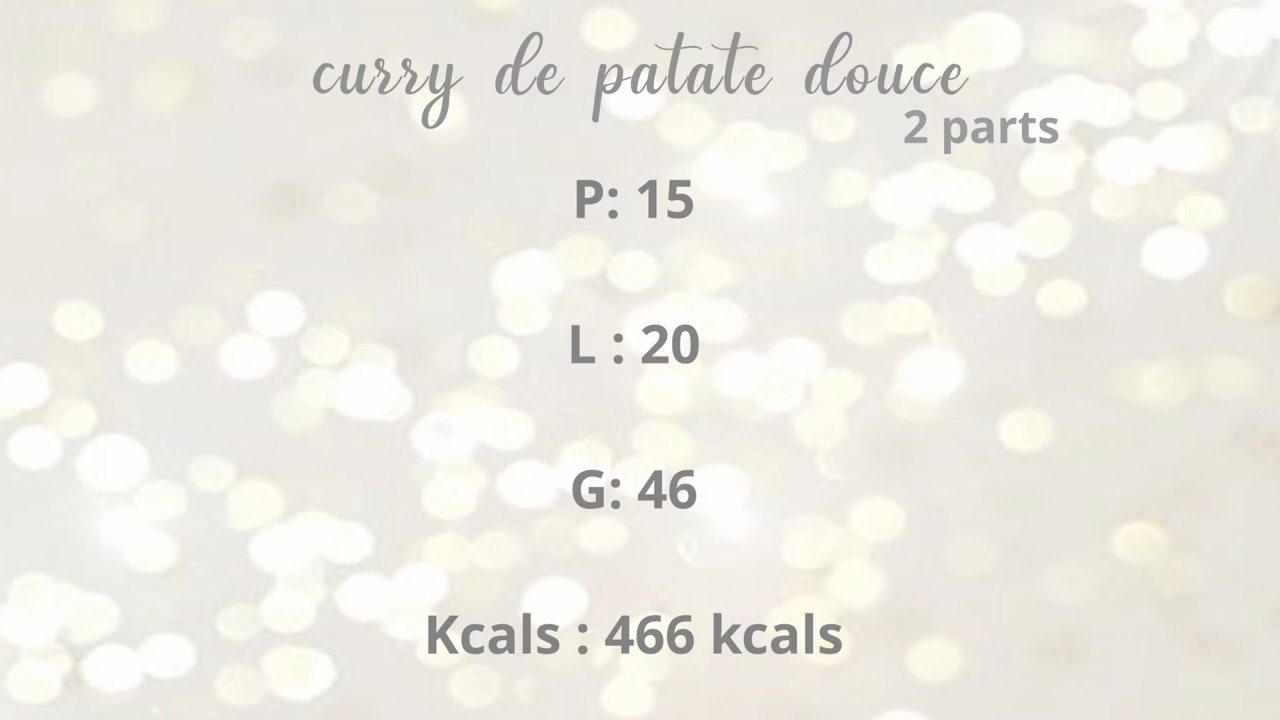 curry de patate douce
2 parts
P: 15
L : 20
G: 46
Kcals : 466 kcals